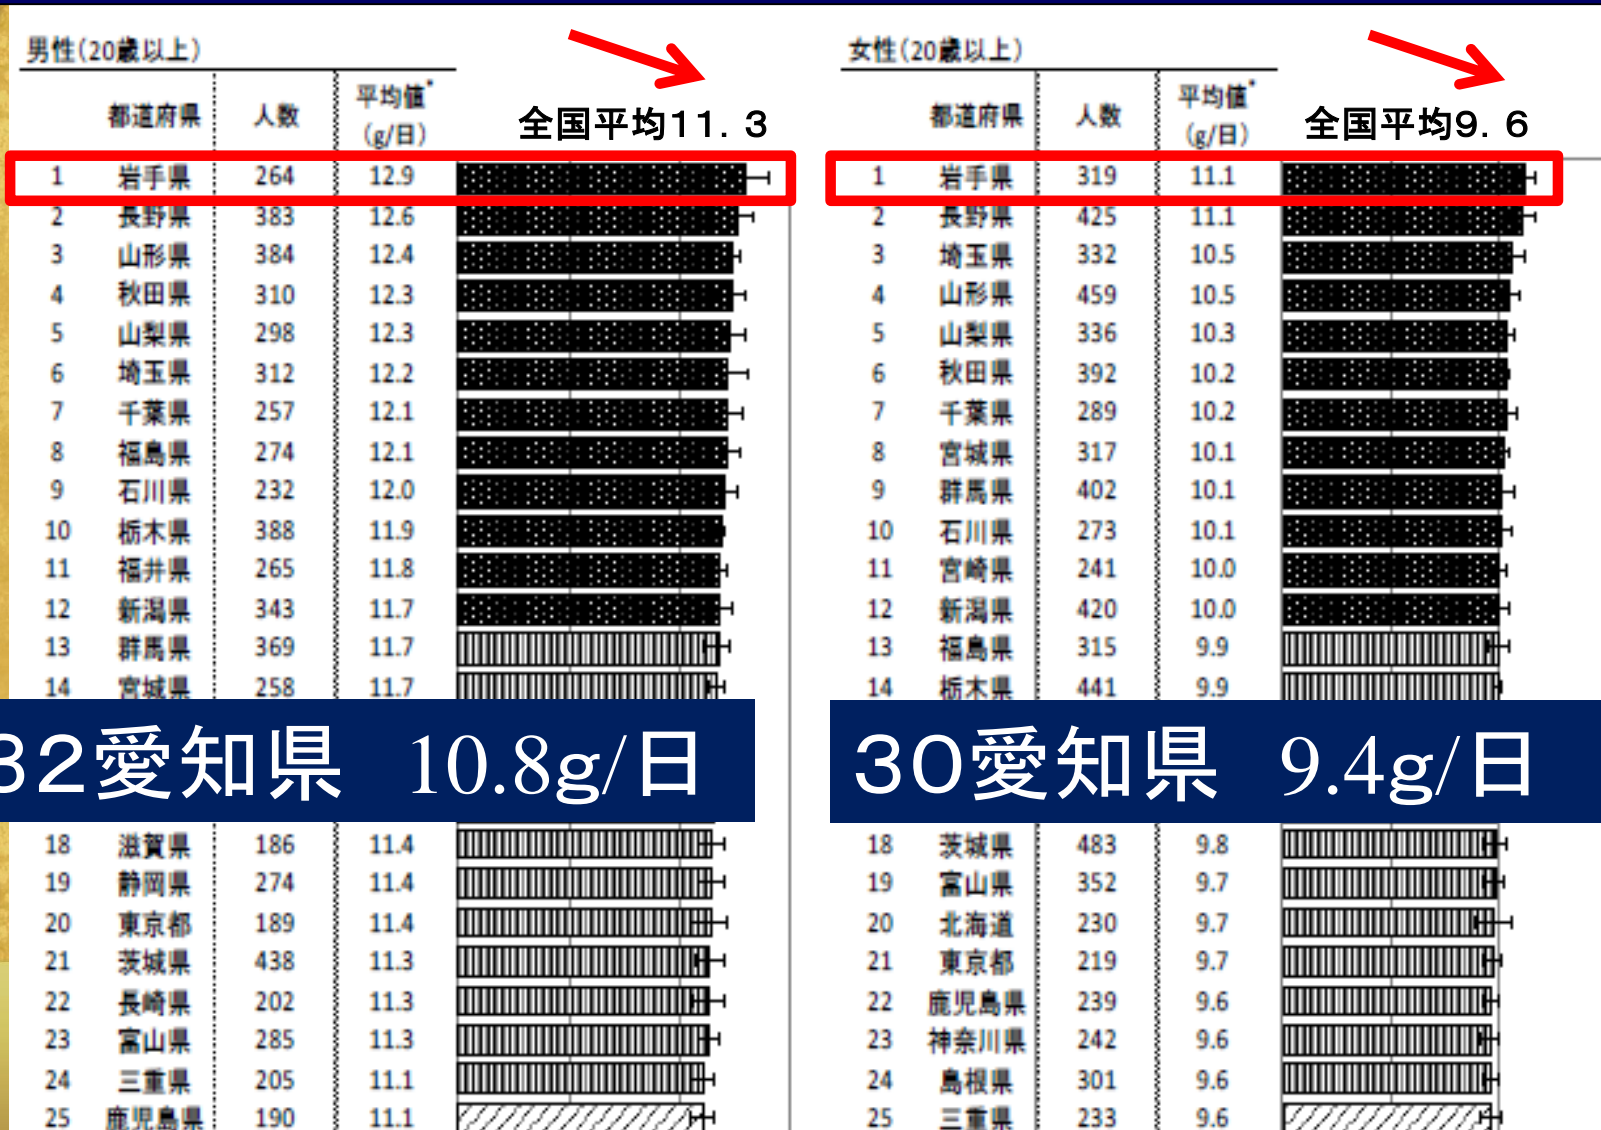 男性(20歳以上)
都道府県 人数 平均値*
(g/日)
全国平均11.3
1 岩手県 264 12.9
2 長野県 383 12.6
3 山形県 384 12.4
4 秋田県 310 12.3
5 山梨県 298 12.3
6 埼玉県 312 12.2
7 千葉県 257 12.1
8 福島県 274 12.1
9 石川県 232 12.0
10 栃木県 388 11.9
11 福井県 265 11.8
12 新潟県 343 11.7
13 群馬県 369 11.7
14 宮城県 258 11.7
32愛知県 10.8g/日
18 滋賀県 186 11.4
19 静岡県 274 11.4
20 東京都 189 11.4
21 茨城県 438 11.3
22 長崎県 202 11.3
23 富山県 285 11.3
24 三重県 205 11.1
25 鹿児島県 190 11.1
女性(20歳以上)
都道府県 人数 平均値*
(g/日)
全国平均9.6
1 岩手県 319 11.1
2 長野県 425 11.1
3 埼玉県 332 10.5
4 山形県 459 10.5
5 山梨県 336 10.3
6 秋田県 392 10.2
7 千葉県 289 10.2
8 宮城県 317 10.1
9 群馬県 402 10.1
10 石川県 273 10.1
11 宮崎県 241 10.0
12 新潟県 420 10.0
13 福島県 315 9.9
14 栃木県 441 9.9
30愛知県 9.4g/日
18 茨城県 483 9.8
19 富山県 352 9.7
20 北海道 230 9.7
21 東京都 219 9.7
22 鹿児島県 239 9.6
23 神奈川県 242 9.6
24 島根県 301 9.6
25 三重県 233 9.6